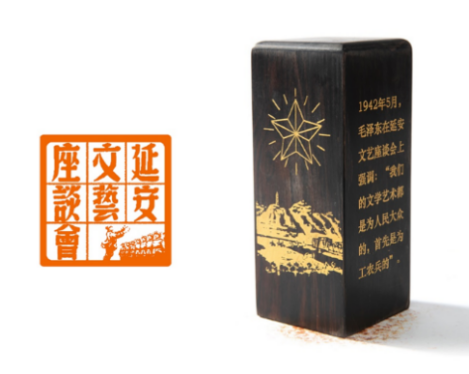 延安
文藝
座談會
1942年5月，
毛泽东在延安
文艺座谈会上
强调：“我们
的文学艺术都
是为人民大众
的，首先是为
工农兵的”。